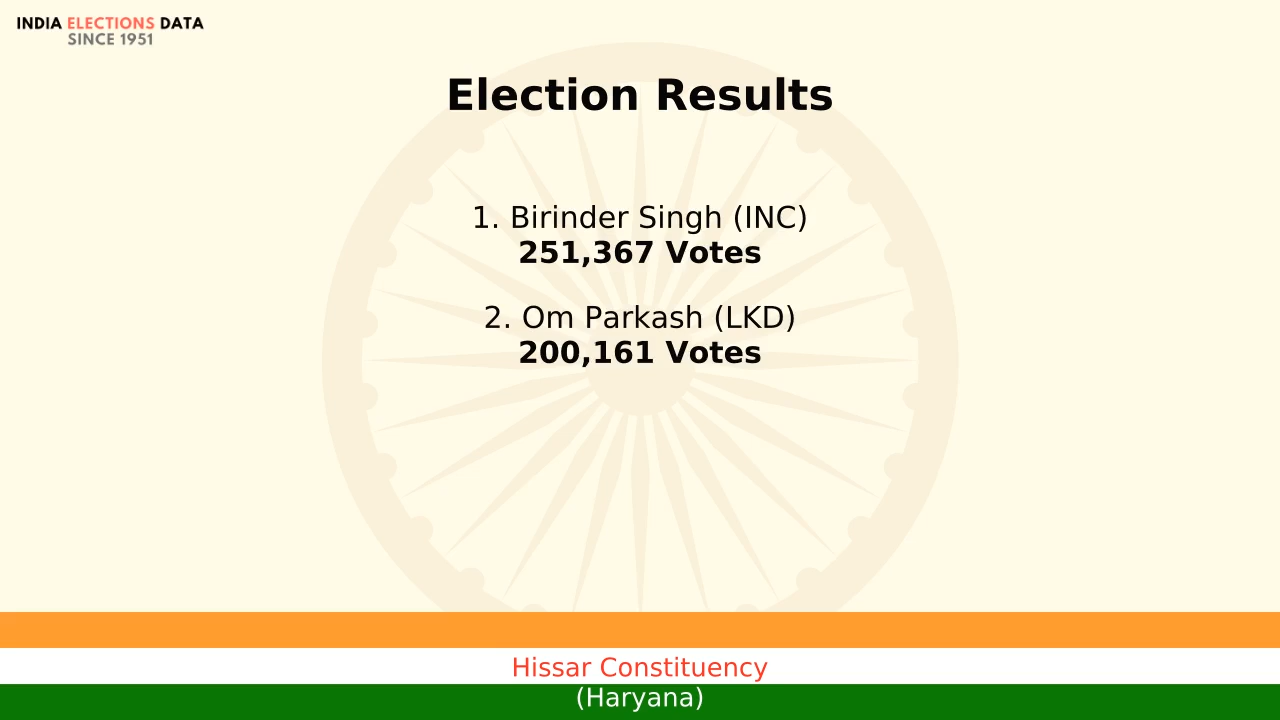 INDIA ELECTIONS DATA
SINCE 1951
Election Results
1. Birinder Singh (INC)
251,367 Votes
2. Om Parkash (LKD)
200,161 Votes
Hissar Constituency
(Haryana)